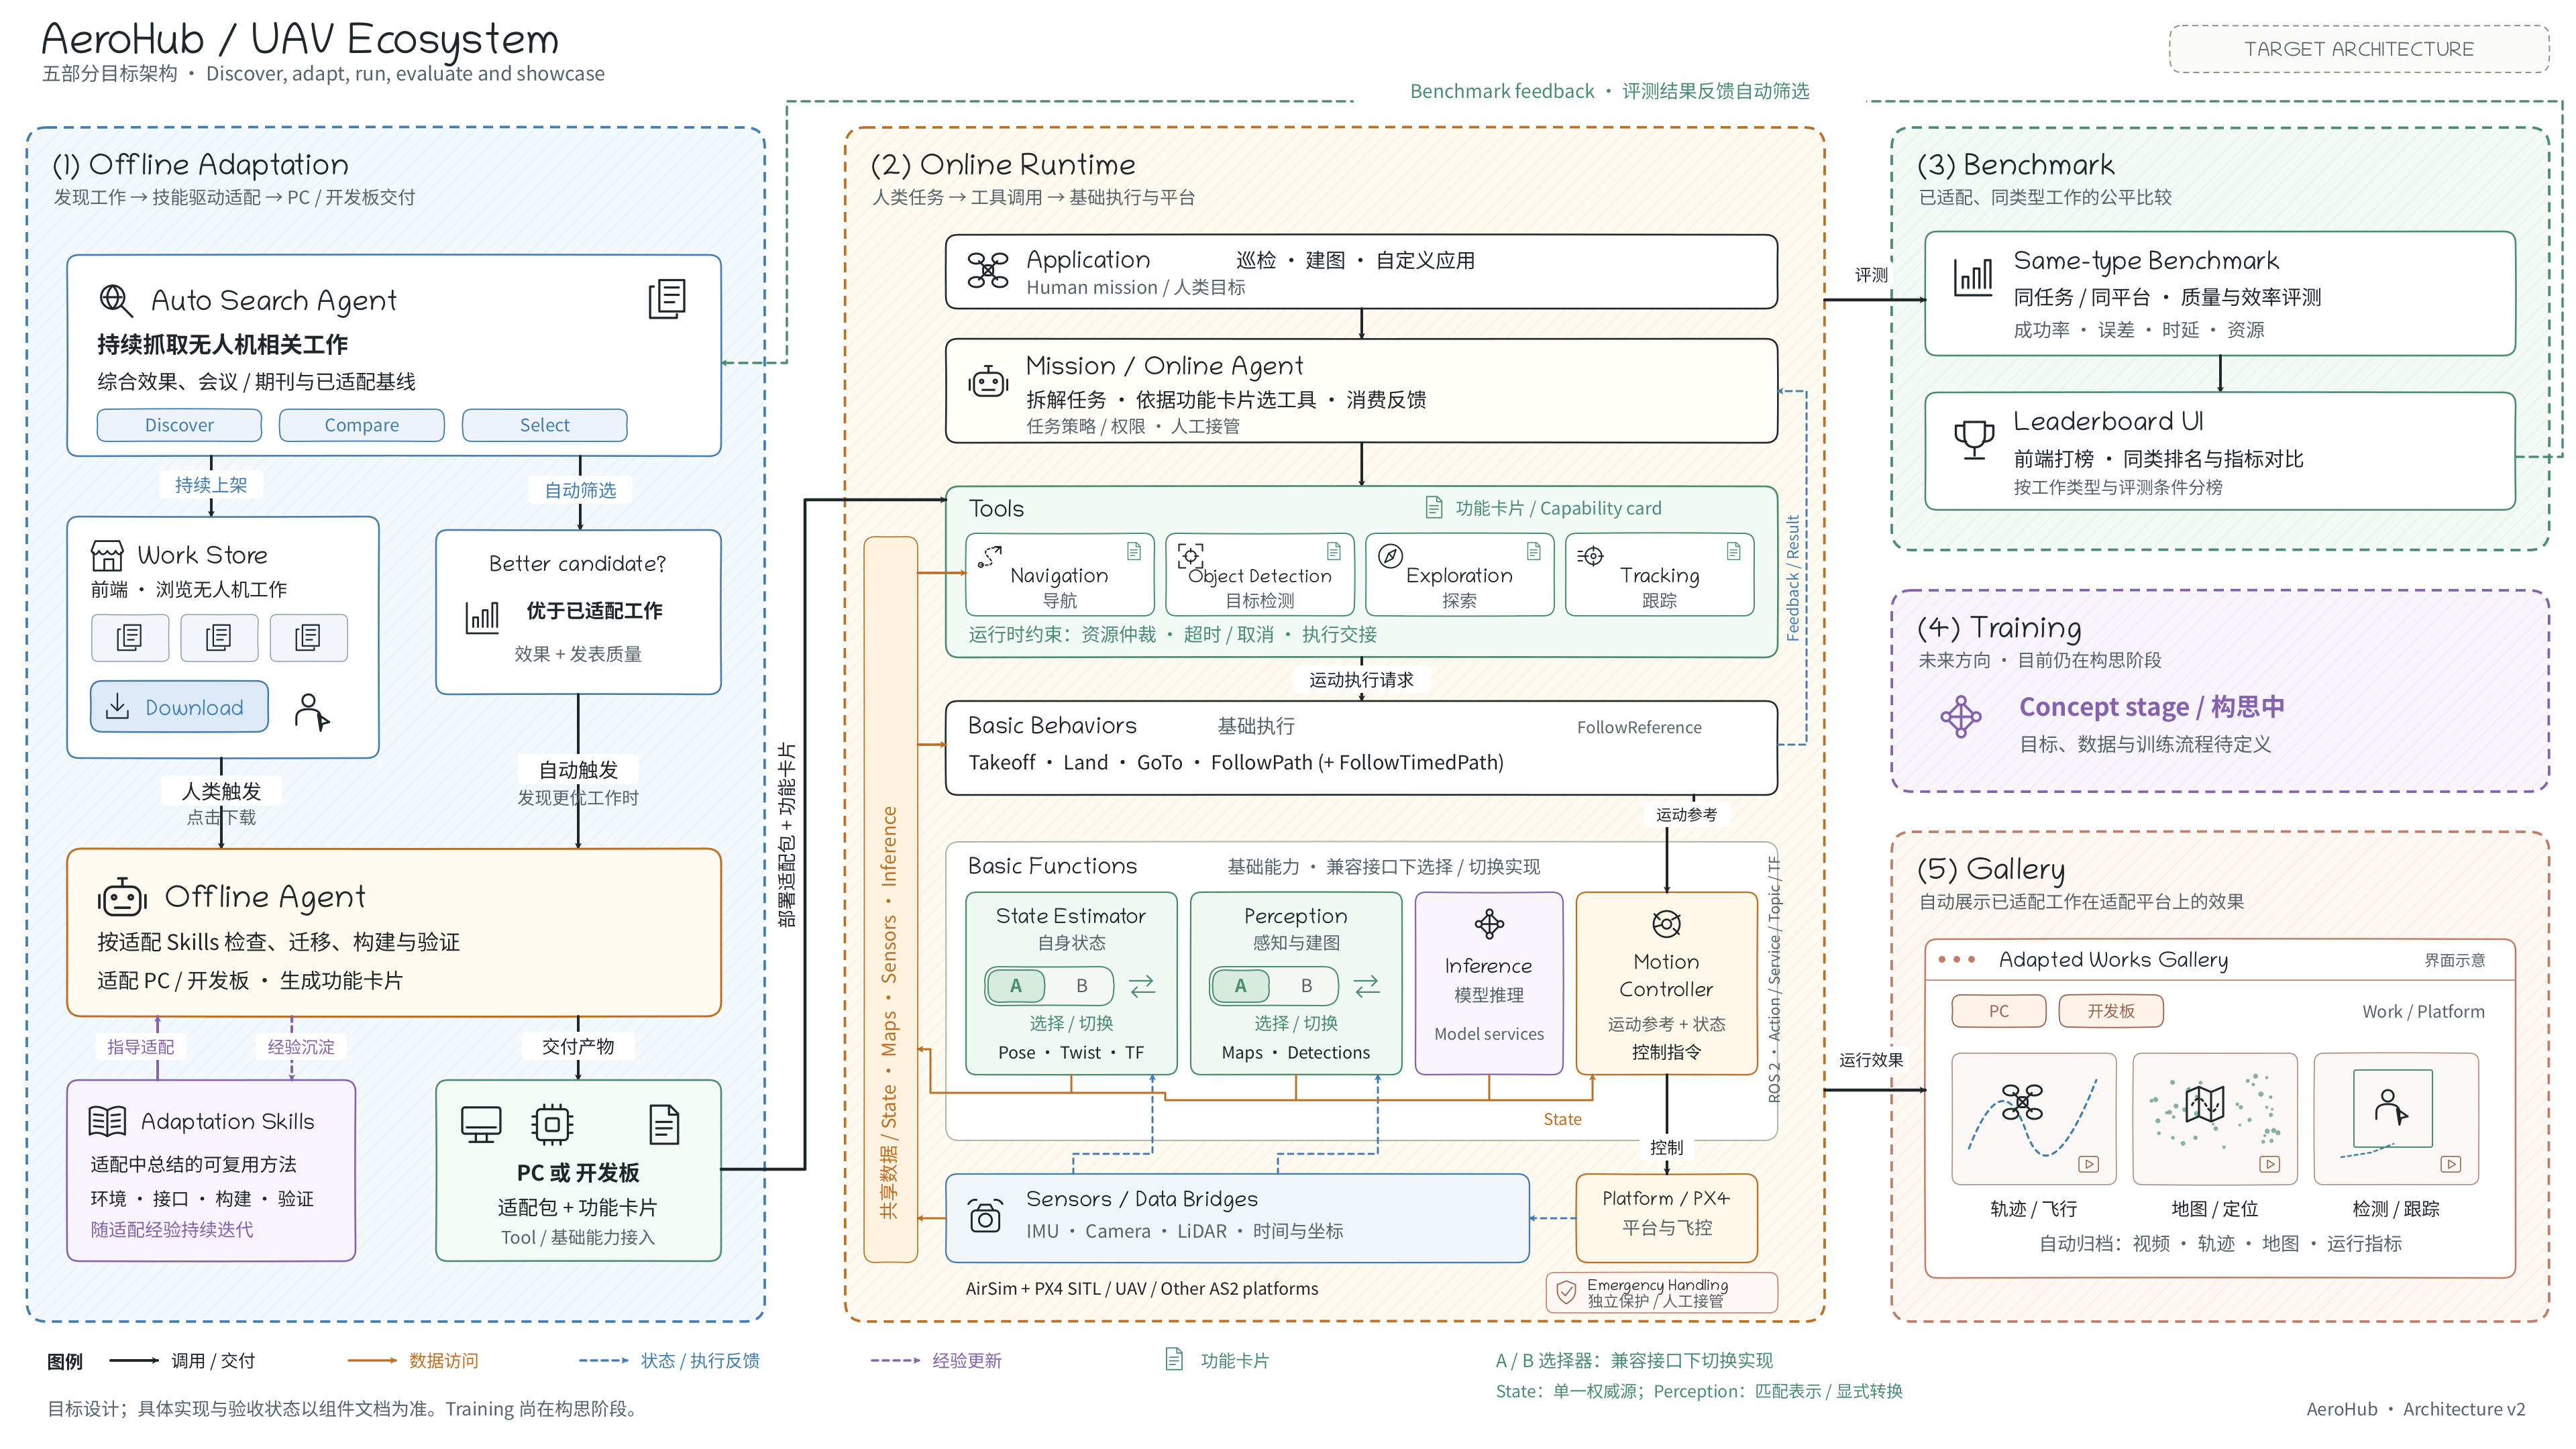 AeroHub / UAV Ecosystem
五部分目标架构 · Discover, adapt, run, evaluate and showcase
TARGET ARCHITECTURE
Benchmark feedback · 评测结果反馈自动筛选
(1) Offline Adaptation
发现工作 → 技能驱动适配 → PC / 开发板交付
Auto Search Agent
持续抓取无人机相关工作
综合效果、会议 / 期刊与已适配基线
Discover
Compare
Select
持续上架
自动筛选
Work Store
前端 · 浏览无人机工作
Download
Better candidate?
优于已适配工作
效果 + 发表质量
人类触发
点击下载
自动触发
发现更优工作时
Offline Agent
按适配 Skills 检查、迁移、构建与验证
适配 PC / 开发板 · 生成功能卡片
指导适配
经验沉淀
交付产物
Adaptation Skills
适配中总结的可复用方法
环境 · 接口 · 构建 · 验证
随适配经验持续迭代
PC 或 开发板
适配包 + 功能卡片
Tool / 基础能力接入
部署适配包 + 功能卡片
(2) Online Runtime
人类任务 → 工具调用 → 基础执行与平台
Application
巡检 · 建图 · 自定义应用
Human mission / 人类目标
Mission / Online Agent
拆解任务 · 依据功能卡片选工具 · 消费反馈
任务策略 / 权限 · 人工接管
Tools
功能卡片 / Capability card
Navigation
导航
Object Detection
目标检测
Exploration
探索
Tracking
跟踪
运行时约束：资源仲裁 · 超时 / 取消 · 执行交接
Feedback / Result
运动执行请求
Basic Behaviors
基础执行
FollowReference
Takeoff · Land · GoTo · FollowPath (+ FollowTimedPath)
运动参考
共享数据 / State · Maps · Sensors · Inference
Basic Functions
基础能力 · 兼容接口下选择 / 切换实现
State Estimator
自身状态
A
B
选择 / 切换
Pose · Twist · TF
Perception
感知与建图
A
B
选择 / 切换
Maps · Detections
Inference
模型推理
Model services
Motion
Controller
运动参考 + 状态
控制指令
ROS 2 · Action / Service / Topic / TF
State
控制
Sensors / Data Bridges
IMU · Camera · LiDAR · 时间与坐标
Platform / PX4
平台与飞控
AirSim + PX4 SITL / UAV / Other AS2 platforms
Emergency Handling
独立保护 / 人工接管
评测
运行效果
(3) Benchmark
已适配、同类型工作的公平比较
Same-type Benchmark
同任务 / 同平台 · 质量与效率评测
成功率 · 误差 · 时延 · 资源
Leaderboard UI
前端打榜 · 同类排名与指标对比
按工作类型与评测条件分榜
(4) Training
未来方向 · 目前仍在构思阶段
Concept stage / 构思中
目标、数据与训练流程待定义
(5) Gallery
自动展示已适配工作在适配平台上的效果
Adapted Works Gallery
界面示意
PC
开发板
Work / Platform
轨迹 / 飞行
地图 / 定位
检测 / 跟踪
自动归档：视频 · 轨迹 · 地图 · 运行指标
图例
调用 / 交付
数据访问
状态 / 执行反馈
经验更新
功能卡片
A / B 选择器：兼容接口下切换实现
State：单一权威源；Perception：匹配表示 / 显式转换
目标设计；具体实现与验收状态以组件文档为准。Training 尚在构思阶段。
AeroHub · Architecture v2